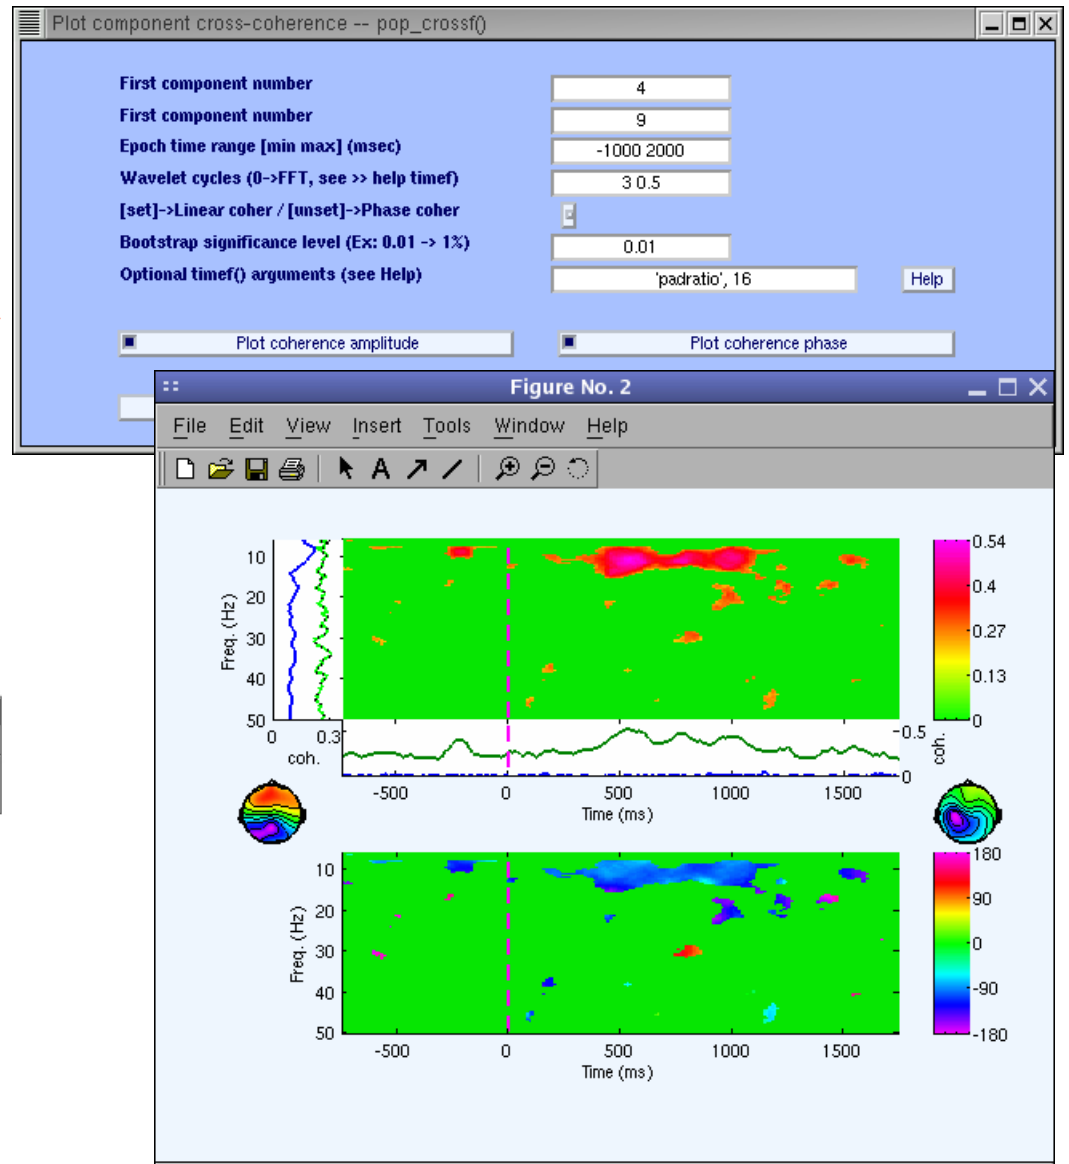 Plot component cross-coherence -- pop_crossf()
First component number 4
First component number 9
Epoch time range [min max] (msec) -1000 2000
Wavelet cycles (0->FFT, see >> help timef) 3 0.5
[set]->Linear coher / [unset]->Phase coher
Bootstrap significance level (Ex: 0.01 -> 1%) 0.01
Optional timef() arguments (see Help) 'padratio', 16 Help
Plot coherence amplitude Plot coherence phase
Figure No. 2
File Edit View Insert Tools Window Help
A
10
20
30
40
50
Freq. (Hz)
0 0.3
coh.
0.54
0.4
0.27
0.13
0
0.5
0
coh.
-500 0 500 1000 1500
Time (ms)
10
20
30
40
50
Freq. (Hz)
180
90
0
-90
-180
-500 0 500 1000 1500
Time (ms)